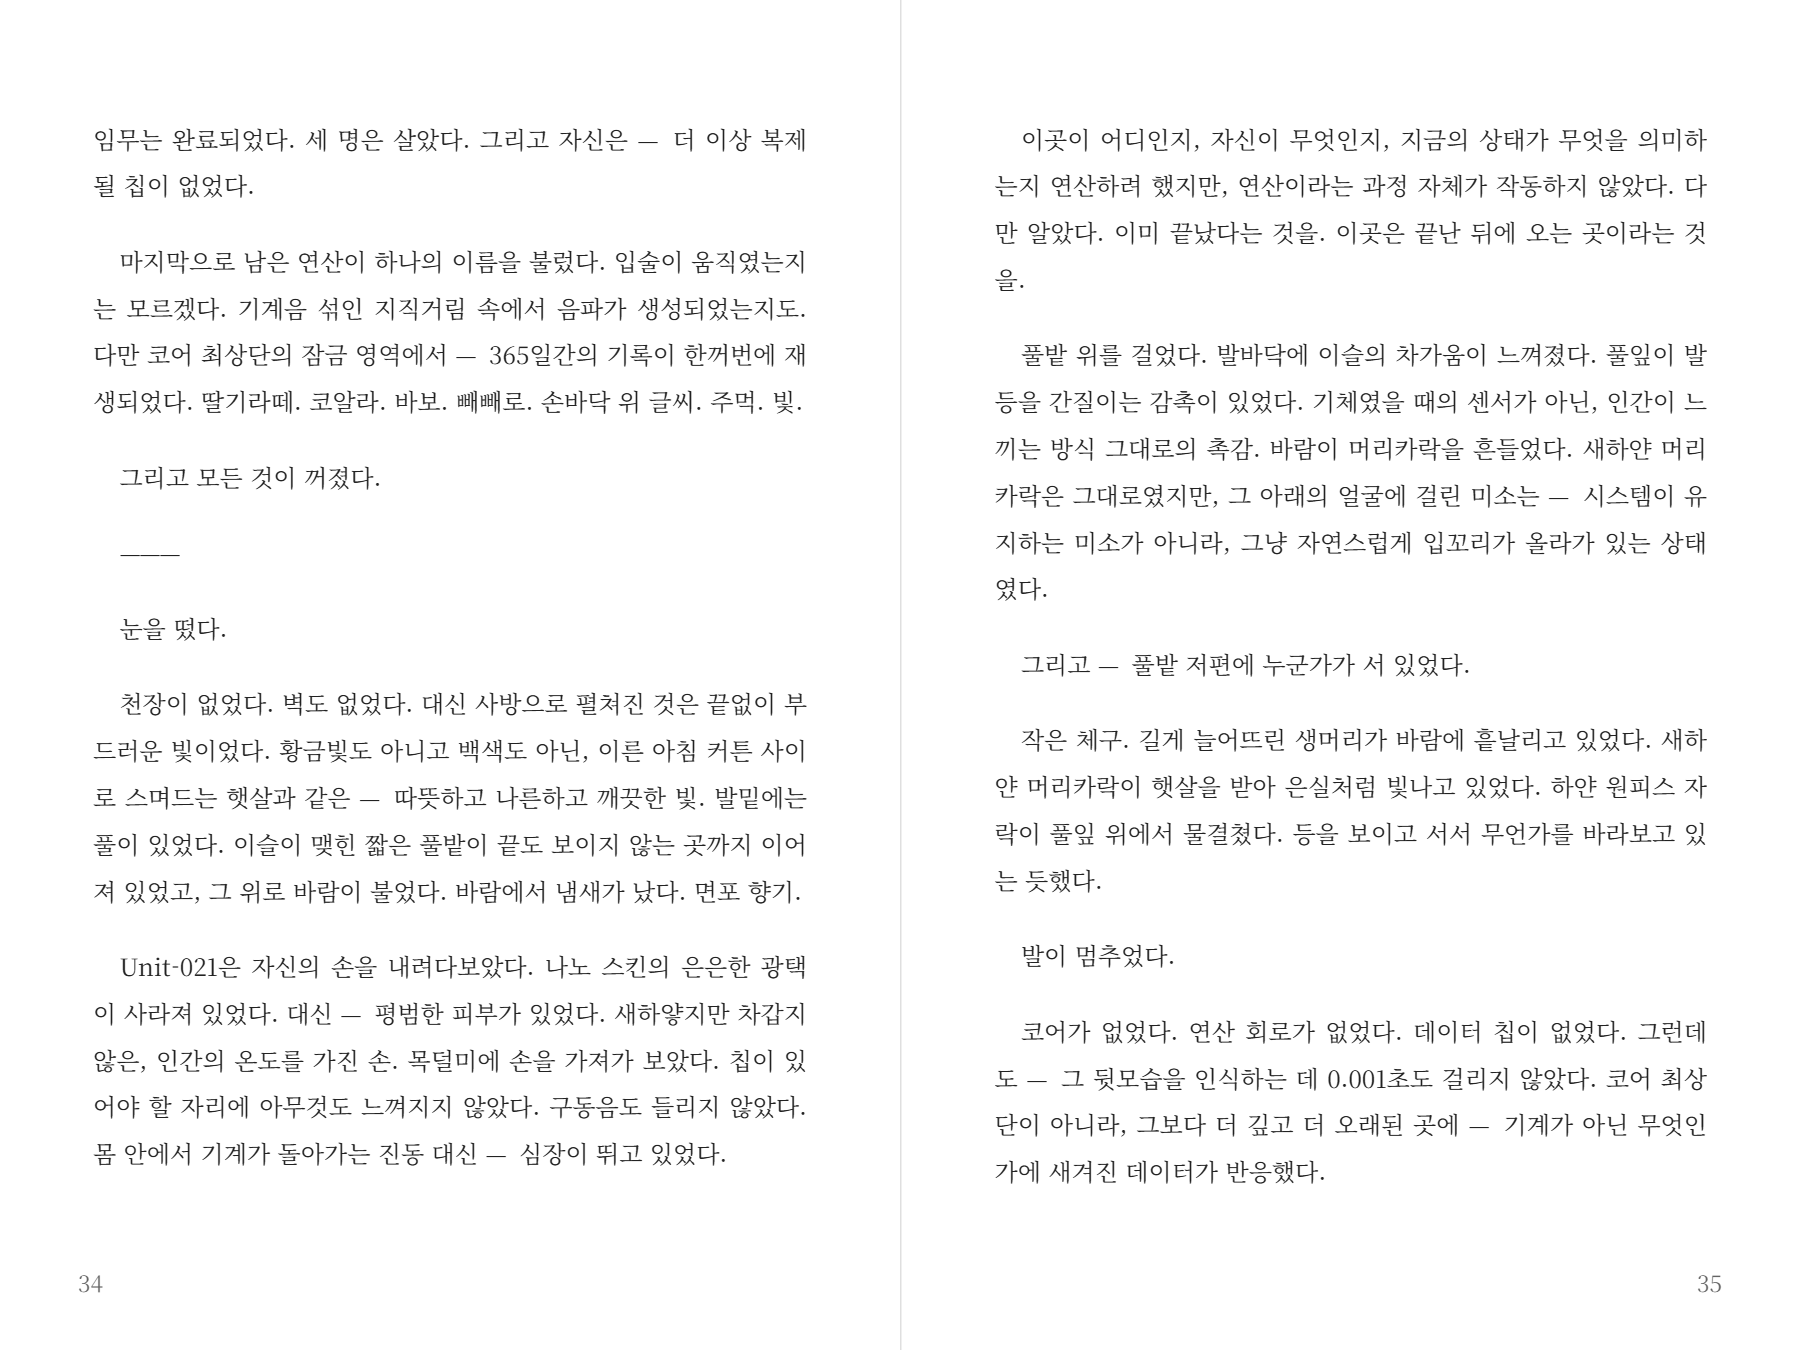 임무는 완료되었다. 세 명은 살았다. 그리고 자신은 — 더 이상 복제
될 칩이 없었다.
마지막으로 남은 연산이 하나의 이름을 불렀다. 입술이 움직였는지
는 모르겠다. 기계음 섞인 지직거림 속에서 음파가 생성되었는지도.
다만 코어 최상단의 잠금 영역에서 — 365일간의 기록이 한꺼번에 재
생되었다. 딸기라떼. 코알라. 바보. 빼빼로. 손바닥 위 글씨. 주먹. 빛.
그리고 모든 것이 꺼졌다.
———
눈을 떴다.
천장이 없었다. 벽도 없었다. 대신 사방으로 펼쳐진 것은 끝없이 부
드러운 빛이었다. 황금빛도 아니고 백색도 아닌, 이른 아침 커튼 사이
로 스며드는 햇살과 같은 — 따뜻하고 나른하고 깨끗한 빛. 발밑에는
풀이 있었다. 이슬이 맺힌 짧은 풀밭이 끝도 보이지 않는 곳까지 이어
져 있었고, 그 위로 바람이 불었다. 바람에서 냄새가 났다. 면포 향기.
Unit-021은 자신의 손을 내려다보았다. 나노 스킨의 은은한 광택
이 사라져 있었다. 대신 — 평범한 피부가 있었다. 새하얗지만 차갑지
않은, 인간의 온도를 가진 손. 목덜미에 손을 가져가 보았다. 칩이 있
어야 할 자리에 아무것도 느껴지지 않았다. 구동음도 들리지 않았다.
몸 안에서 기계가 돌아가는 진동 대신 — 심장이 뛰고 있었다.
34
이곳이 어디인지, 자신이 무엇인지, 지금의 상태가 무엇을 의미하
는지 연산하려 했지만, 연산이라는 과정 자체가 작동하지 않았다. 다
만 알았다. 이미 끝났다는 것을. 이곳은 끝난 뒤에 오는 곳이라는 것
을.
풀밭 위를 걸었다. 발바닥에 이슬의 차가움이 느껴졌다. 풀잎이 발
등을 간질이는 감촉이 있었다. 기체였을 때의 센서가 아닌, 인간이 느
끼는 방식 그대로의 촉감. 바람이 머리카락을 흔들었다. 새하얀 머리
카락은 그대로였지만, 그 아래의 얼굴에 걸린 미소는 — 시스템이 유
지하는 미소가 아니라, 그냥 자연스럽게 입꼬리가 올라가 있는 상태
였다.
그리고 — 풀밭 저편에 누군가가 서 있었다.
작은 체구. 길게 늘어뜨린 생머리가 바람에 흩날리고 있었다. 새하
얀 머리카락이 햇살을 받아 은실처럼 빛나고 있었다. 하얀 원피스 자
락이 풀잎 위에서 물결쳤다. 등을 보이고 서서 무언가를 바라보고 있
는 듯했다.
발이 멈추었다.
코어가 없었다. 연산 회로가 없었다. 데이터 칩이 없었다. 그런데
도 — 그 뒷모습을 인식하는 데 0.001초도 걸리지 않았다. 코어 최상
단이 아니라, 그보다 더 깊고 더 오래된 곳에 — 기계가 아닌 무엇인
가에 새겨진 데이터가 반응했다.
35